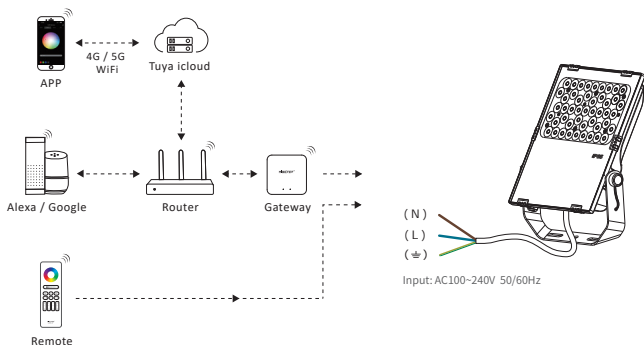 4G / 5G
WiFi
APP
Tuya icloud
Alexa / Google
Router
Gateway
Remote
(N)
(L)
(⏚)
Input: AC100~240V 50/60Hz